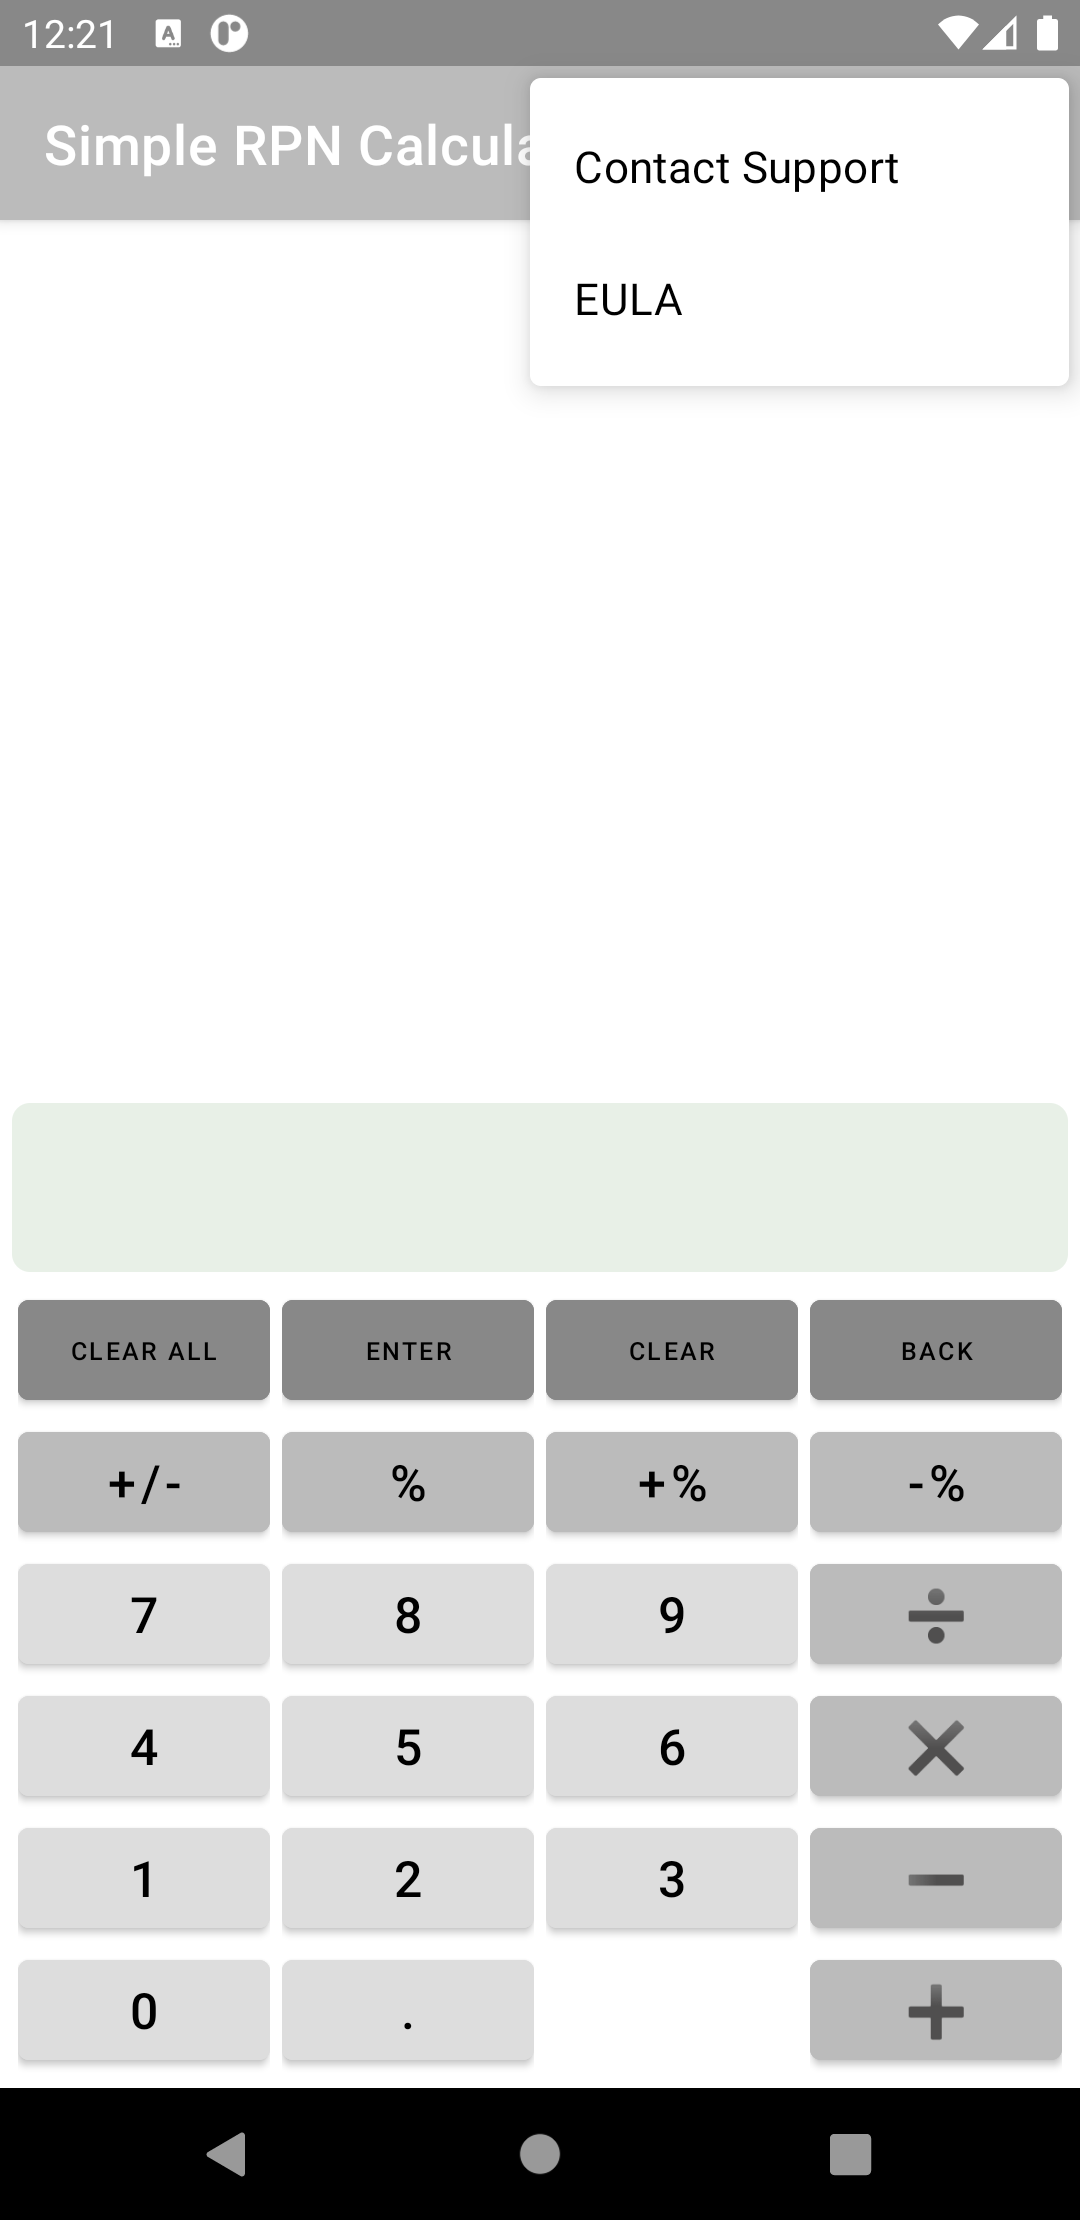 12:21
Simple RPN Calcula
Contact Support
EULA
CLEAR ALL ENTER CLEAR BACK
+/- % +% -%
7 8 9 ÷
4 5 6 ×
1 2 3 −
0 . +